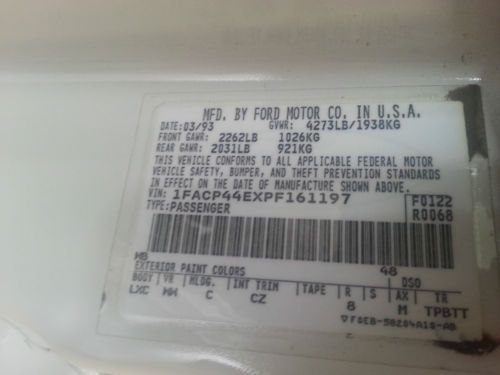 MFD. BY FORD MOTOR CO. IN U.S.A.
DATE: 03/93 GVWR: 4273LB/1938KG
FRONT GAWR: 2262LB 1026KG
REAR GAWR: 2031LB 921KG
THIS VEHICLE CONFORMS TO ALL APPLICABLE FEDERAL MOTOR
VEHICLE SAFETY, BUMPER, AND THEFT PREVENTION STANDARDS
IN EFFECT ON THE DATE OF MANUFACTURE SHOWN ABOVE.
VIN: 1FACP44EXPF161197 F0122
TYPE: PASSENGER R0068
WB 48
EXTERIOR PAINT COLORS DSO
BODY VR MLDG. INT TRIM TAPE R S AX TR
LXC WW C CZ 8 M TPBTT